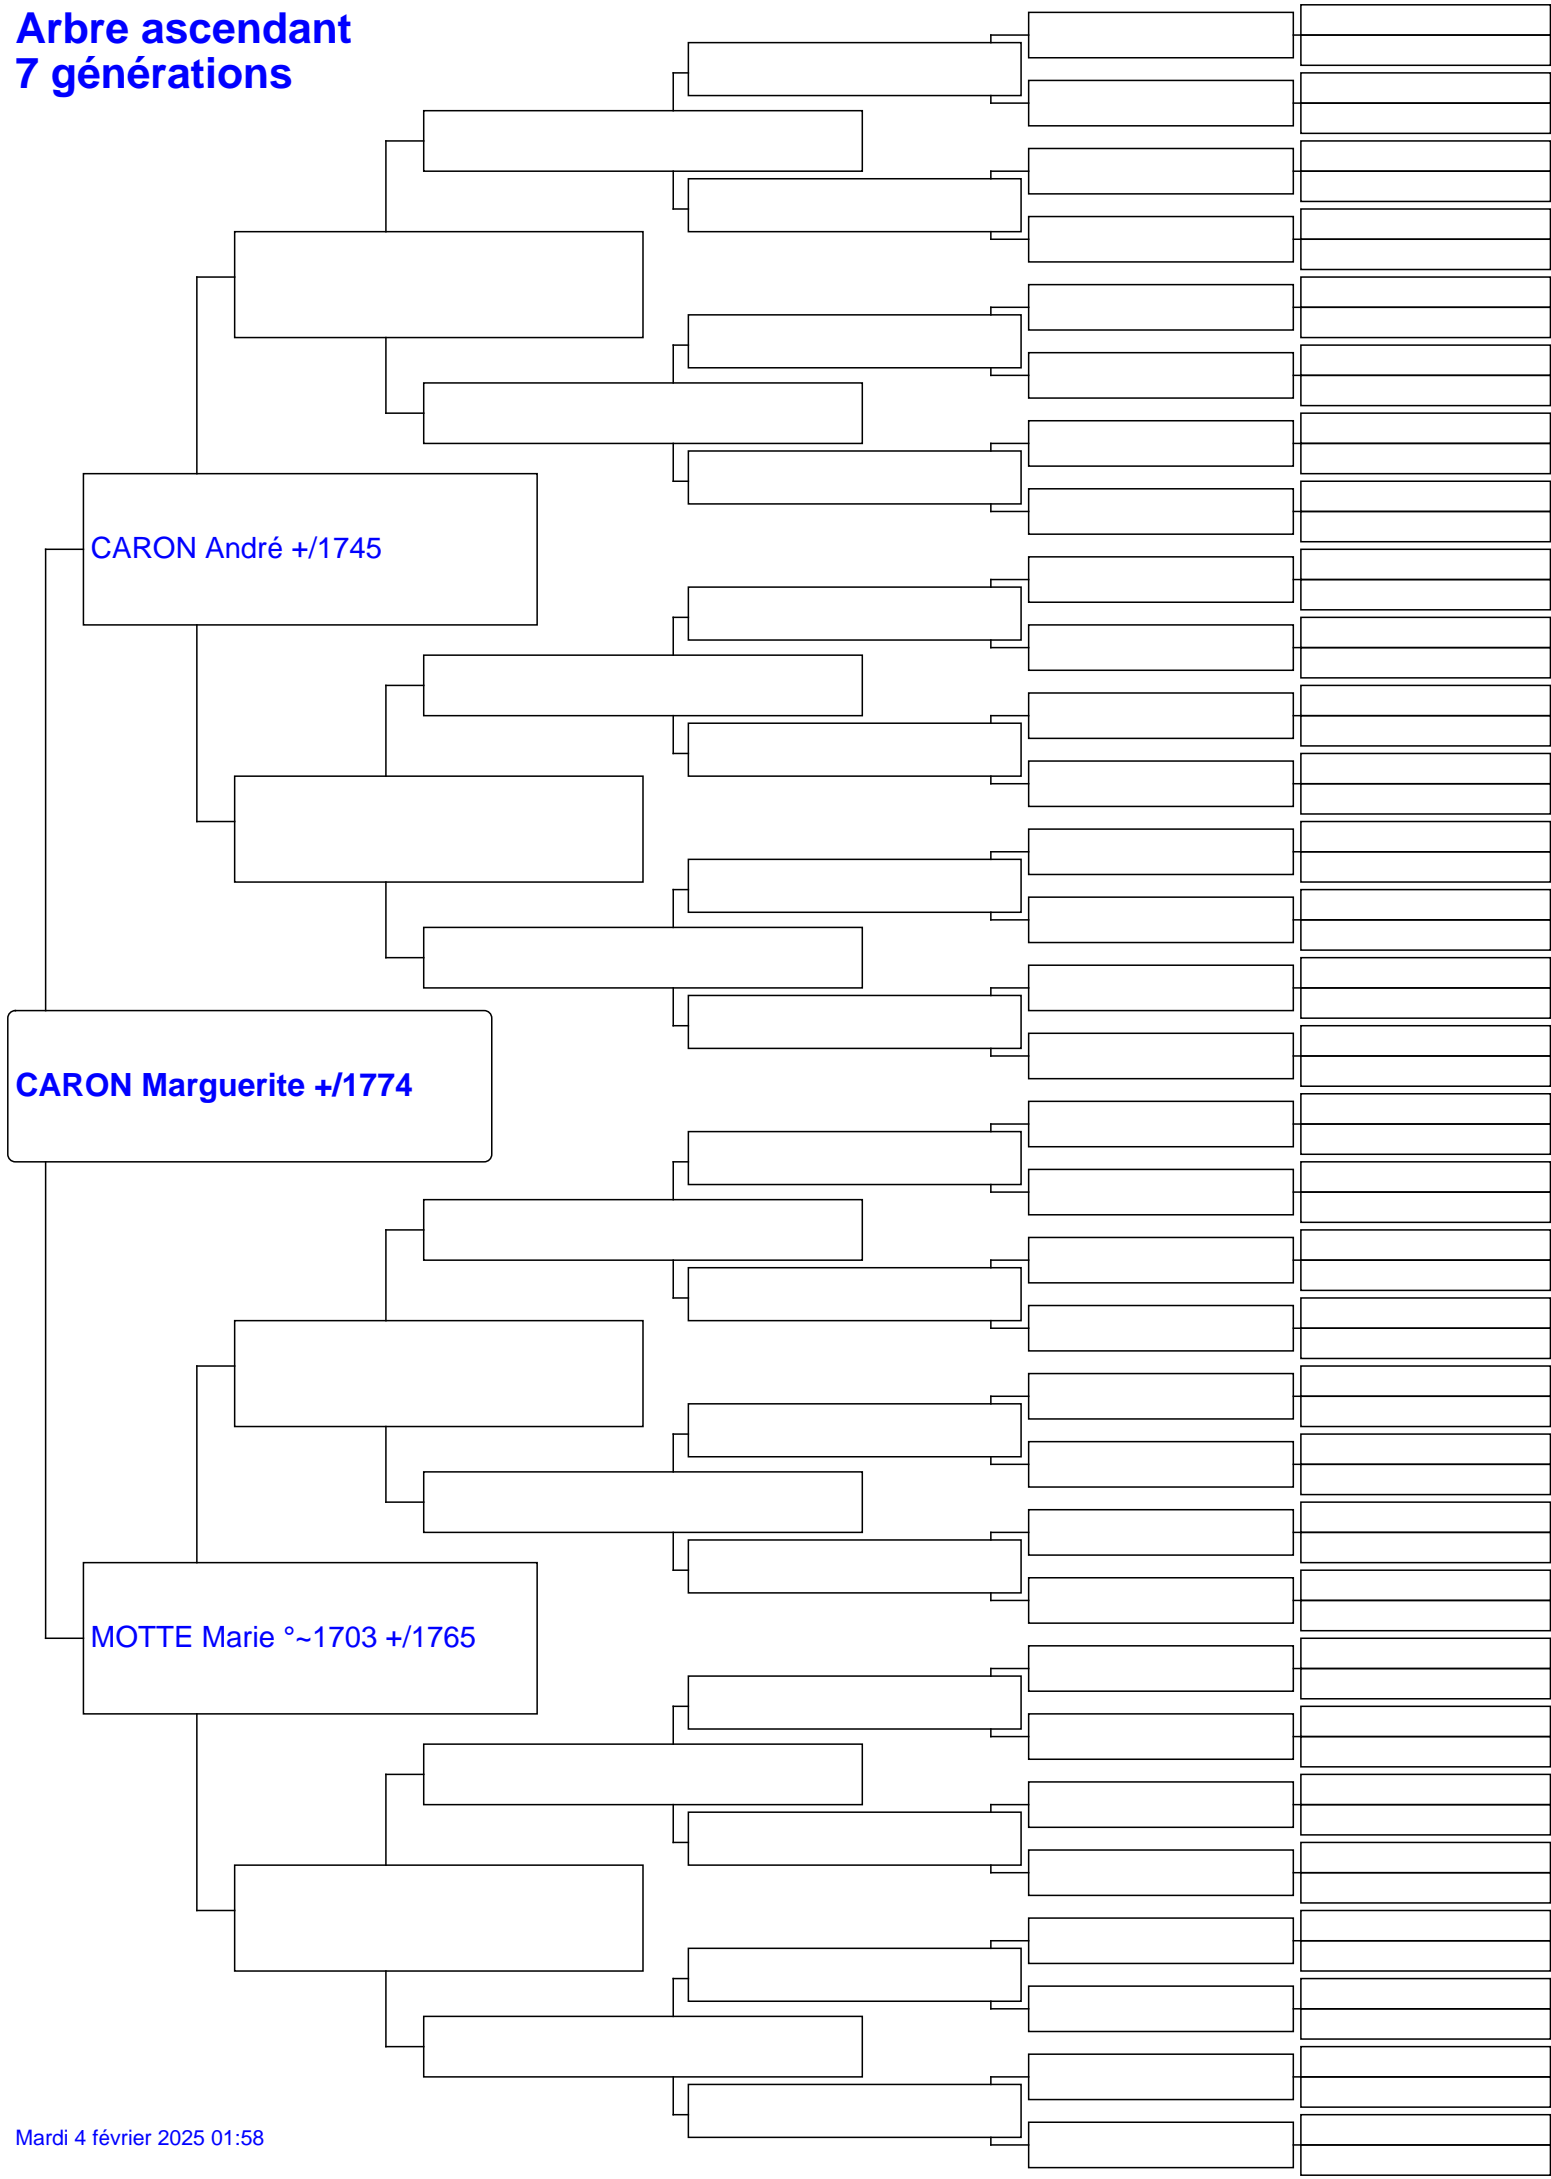 Arbre ascendant
7 générations
CARON André +/1745
CARON Marguerite +/1774
MOTTE Marie °~1703 +/1765
Mardi 4 février 2025 01:58